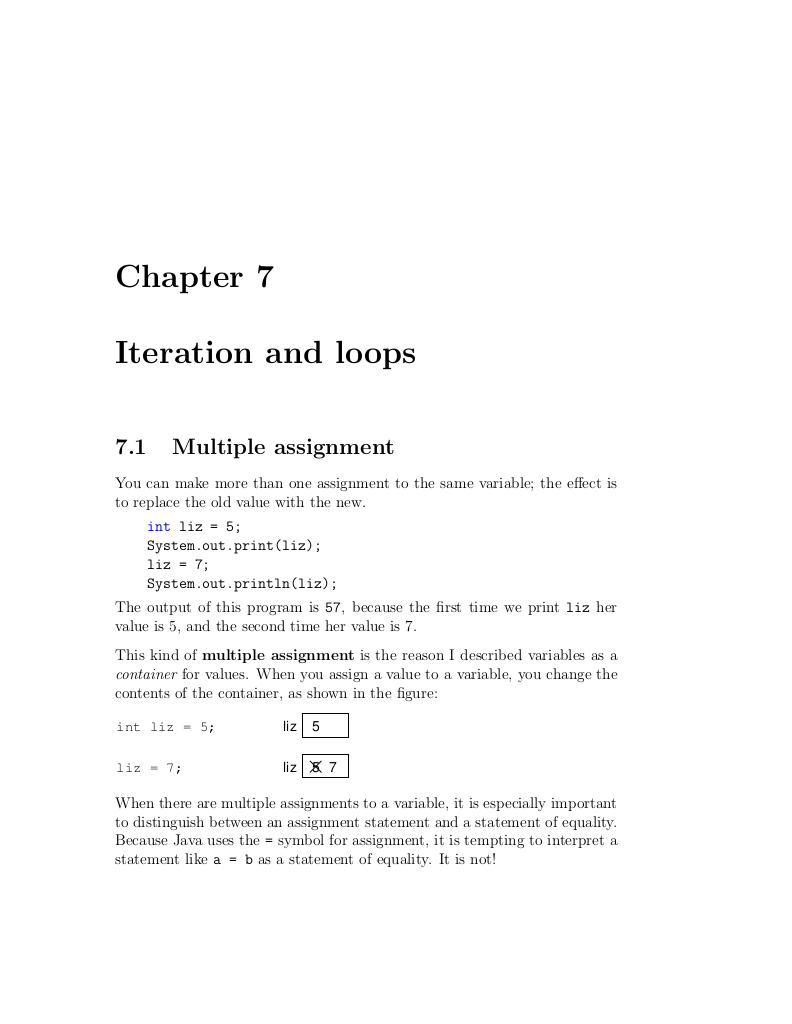 Chapter 7
Iteration and loops
7.1 Multiple assignment
You can make more than one assignment to the same variable; the effect is
to replace the old value with the new.
int liz = 5;
System.out.print(liz);
liz = 7;
System.out.println(liz);
The output of this program is 57, because the first time we print liz her
value is 5, and the second time her value is 7.
This kind of multiple assignment is the reason I described variables as a
container for values. When you assign a value to a variable, you change the
contents of the container, as shown in the figure:
int liz = 5; liz 5
liz = 7; liz 5 7
When there are multiple assignments to a variable, it is especially important
to distinguish between an assignment statement and a statement of equality.
Because Java uses the = symbol for assignment, it is tempting to interpret a
statement like a = b as a statement of equality. It is not!